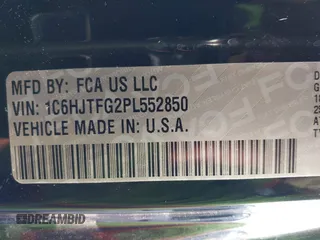 MFD BY: FCA US LLC
VIN: 1C6HJTFG2PL552850
VEHICLE MADE IN: U.S.A.
DREAMBID